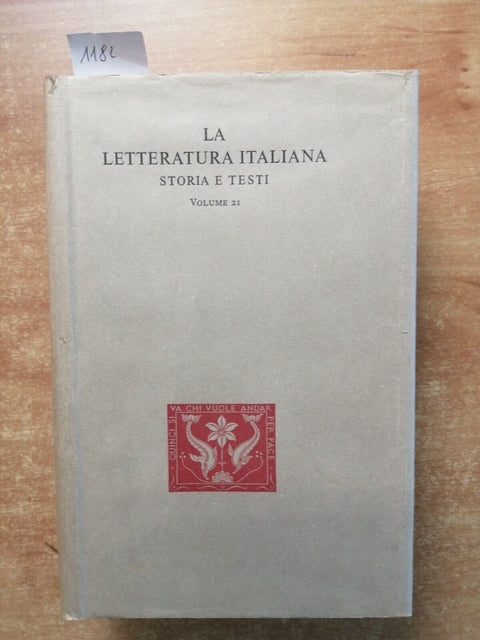 1182
LA
LETTERATURA ITALIANA
STORIA E TESTI
VOLUME 21
QUINCI SI VA CHI VUOLE ANDAR PER PACE